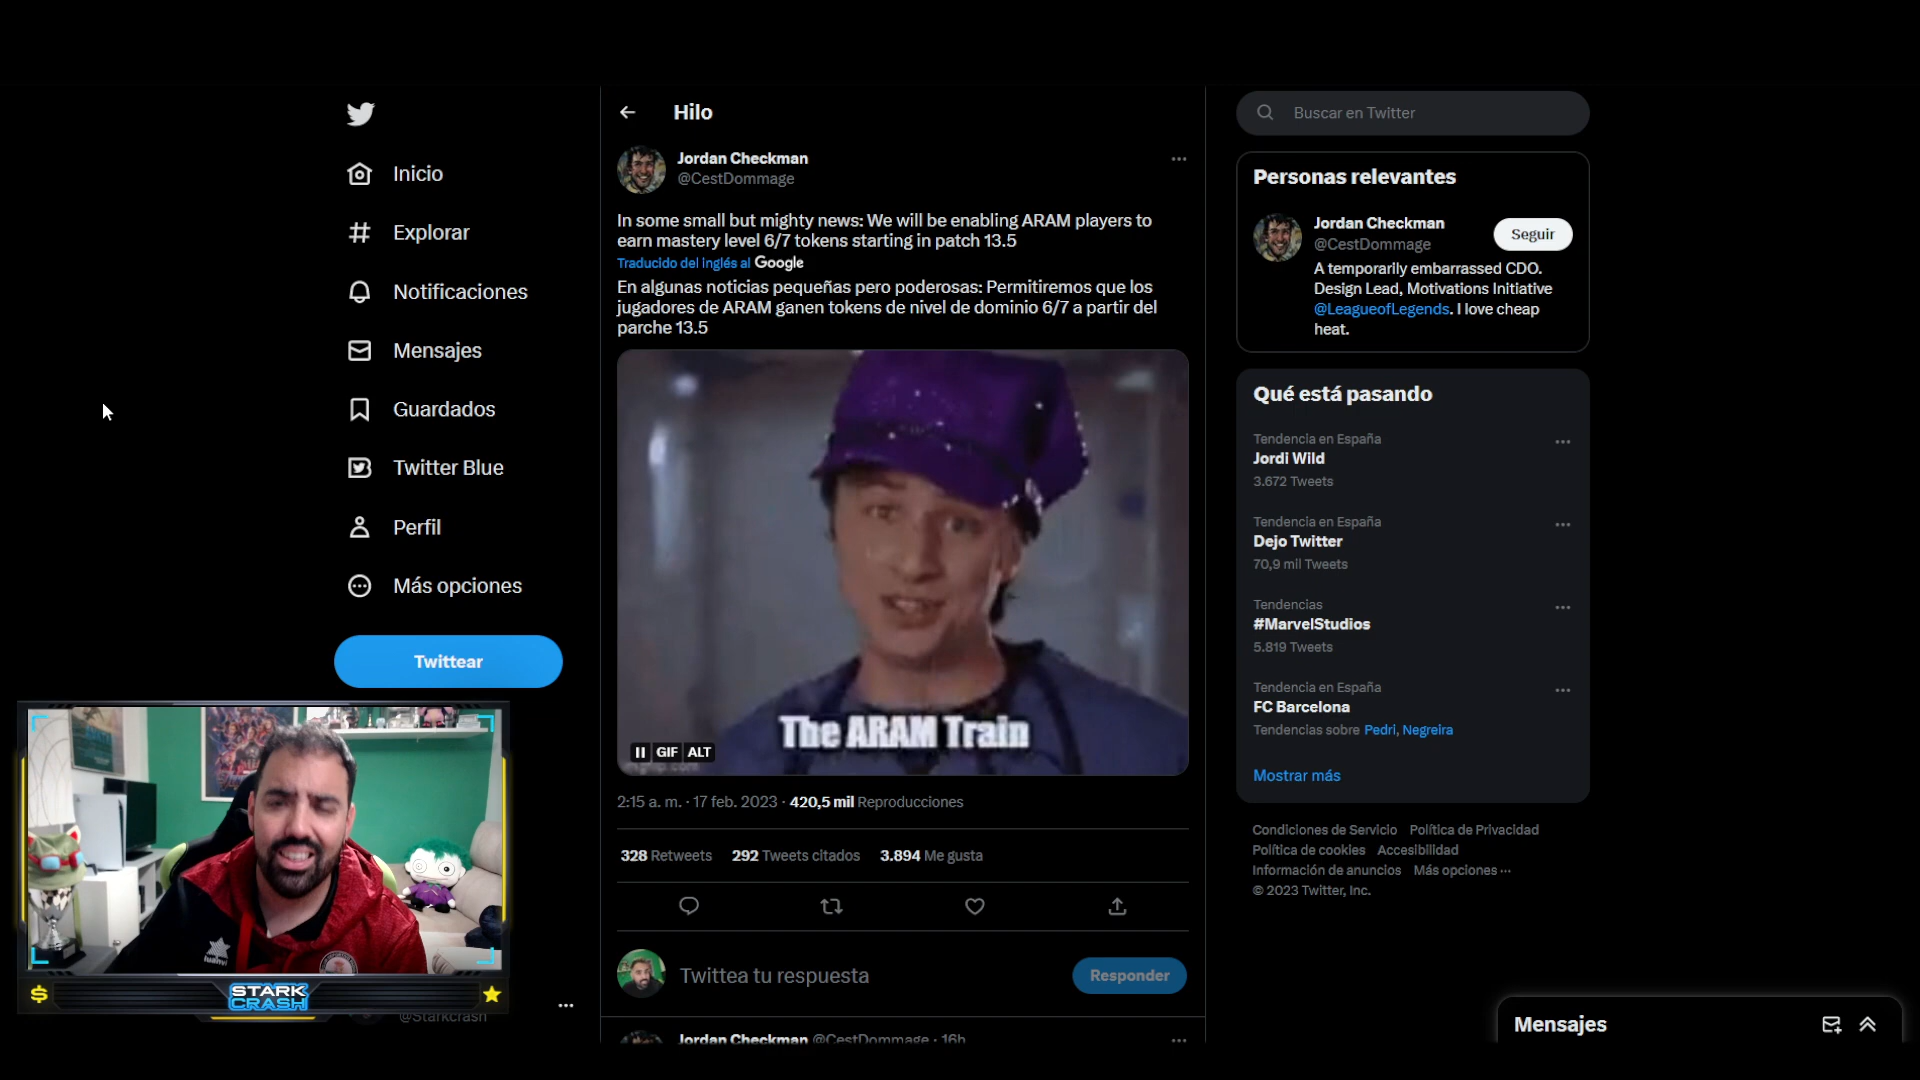 Inicio
Explorar
Notificaciones
Mensajes
Guardados
Twitter Blue
Perfil
Más opciones
Twittear
STARK
CRASH
@Starkcrash
Hilo
Jordan Checkman
@CestDommage
In some small but mighty news: We will be enabling ARAM players to
earn mastery level 6/7 tokens starting in patch 13.5
Traducido del inglés al Google
En algunas noticias pequeñas pero poderosas: Permitiremos que los
jugadores de ARAM ganen tokens de nivel de dominio 6/7 a partir del
parche 13.5
The ARAM Train
GIF ALT
2:15 a. m. · 17 feb. 2023 · 420,5 mil Reproducciones
328 Retweets 292 Tweets citados 3.894 Me gusta
Twittea tu respuesta
Responder
Jordan Checkman @CestDommage · 16h
Buscar en Twitter
Personas relevantes
Jordan Checkman
@CestDommage
Seguir
A temporarily embarrassed CDO.
Design Lead, Motivations Initiative
@LeagueofLegends. I love cheap
heat.
Qué está pasando
Tendencia en España
Jordi Wild
3.672 Tweets
Tendencia en España
Dejo Twitter
70,9 mil Tweets
Tendencias
#MarvelStudios
5.819 Tweets
Tendencia en España
FC Barcelona
Tendencias sobre Pedri, Negreira
Mostrar más
Condiciones de Servicio Política de Privacidad
Política de cookies Accesibilidad
Información de anuncios Más opciones ···
© 2023 Twitter, Inc.
Mensajes